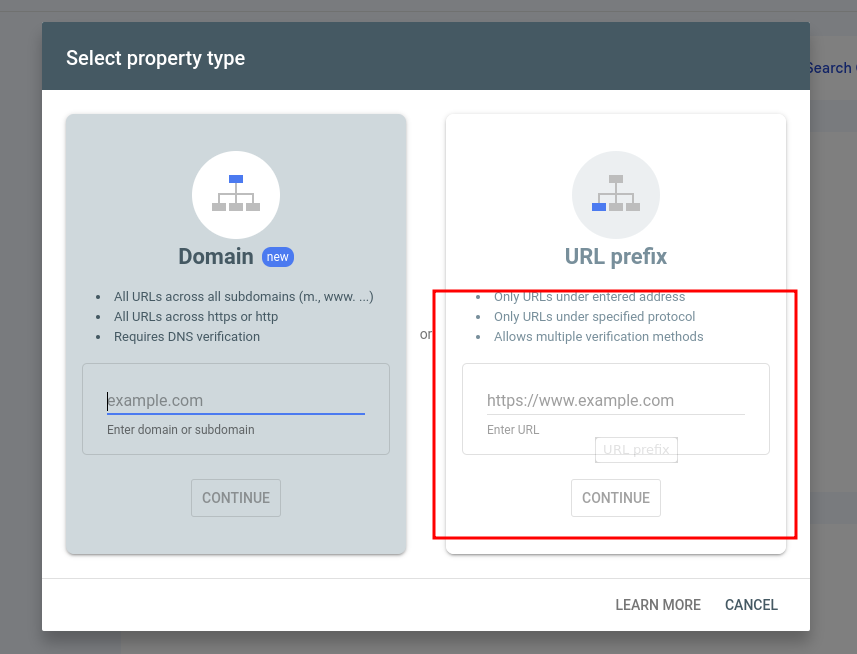 Select property type
Search
Domain new
All URLs across all subdomains (m., www. ...)
All URLs across https or http
Requires DNS verification
example.com
Enter domain or subdomain
CONTINUE
or
URL prefix
Only URLs under entered address
Only URLs under specified protocol
Allows multiple verification methods
https://www.example.com
Enter URL
URL prefix
CONTINUE
LEARN MORE
CANCEL